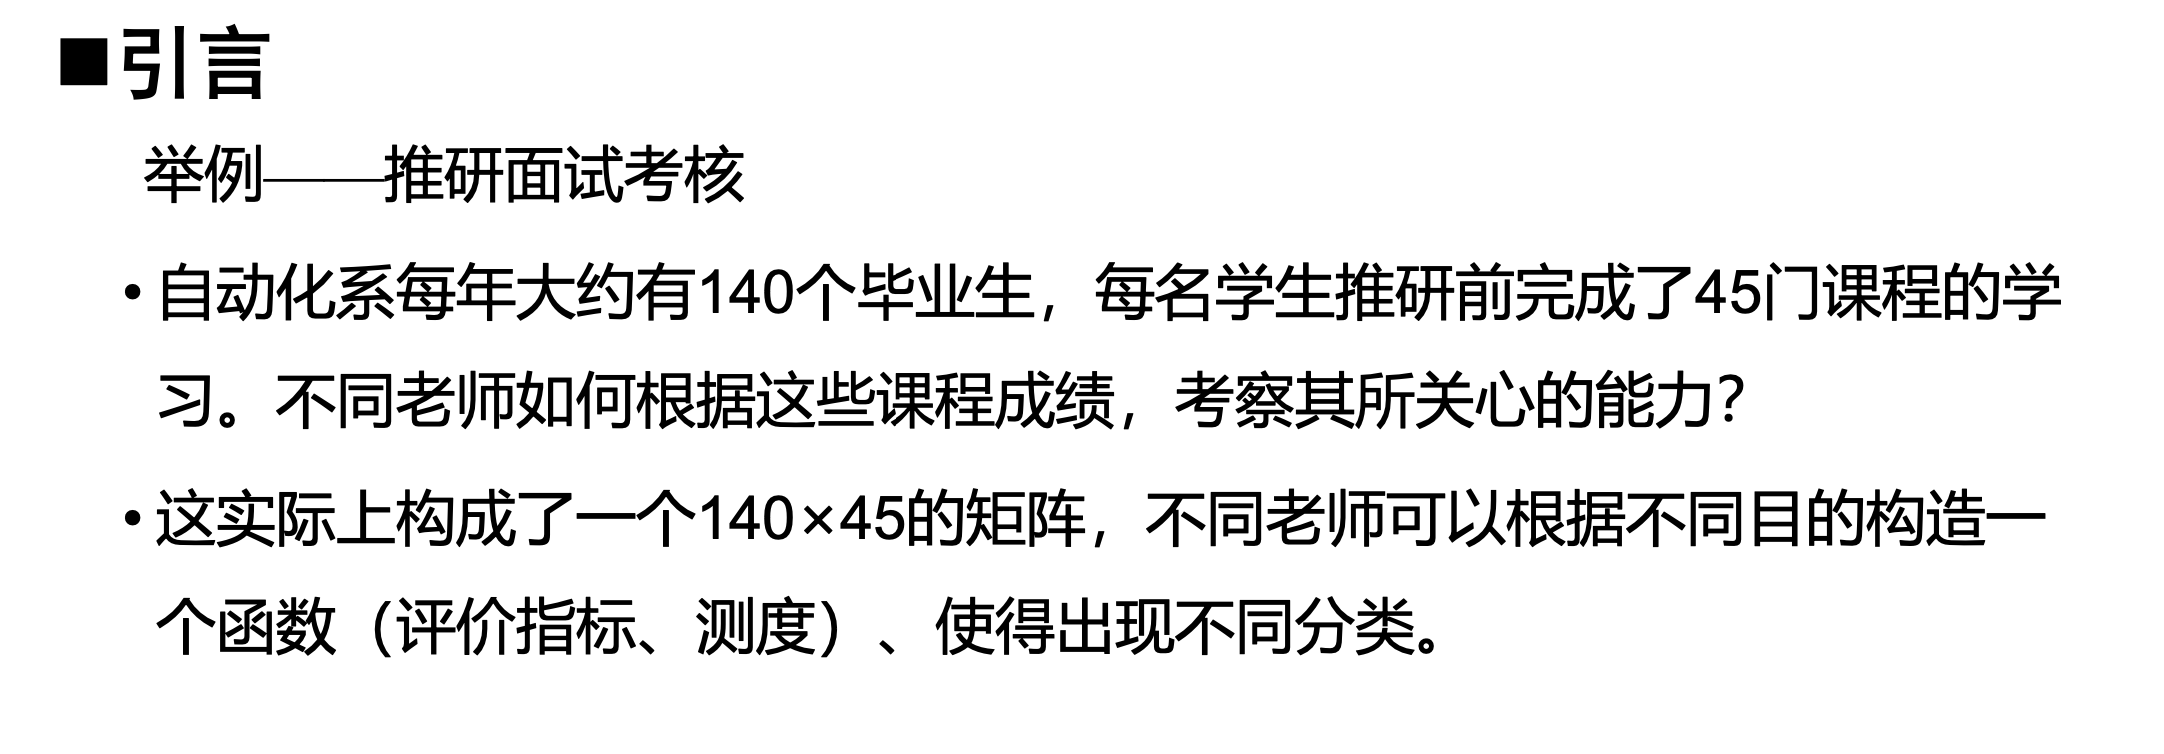 ■引言
举例——推研面试考核
•自动化系每年大约有140个毕业生，每名学生推研前完成了45门课程的学
习。不同老师如何根据这些课程成绩，考察其所关心的能力？
•这实际上构成了一个140×45的矩阵，不同老师可以根据不同目的构造一
个函数（评价指标、测度）、使得出现不同分类。